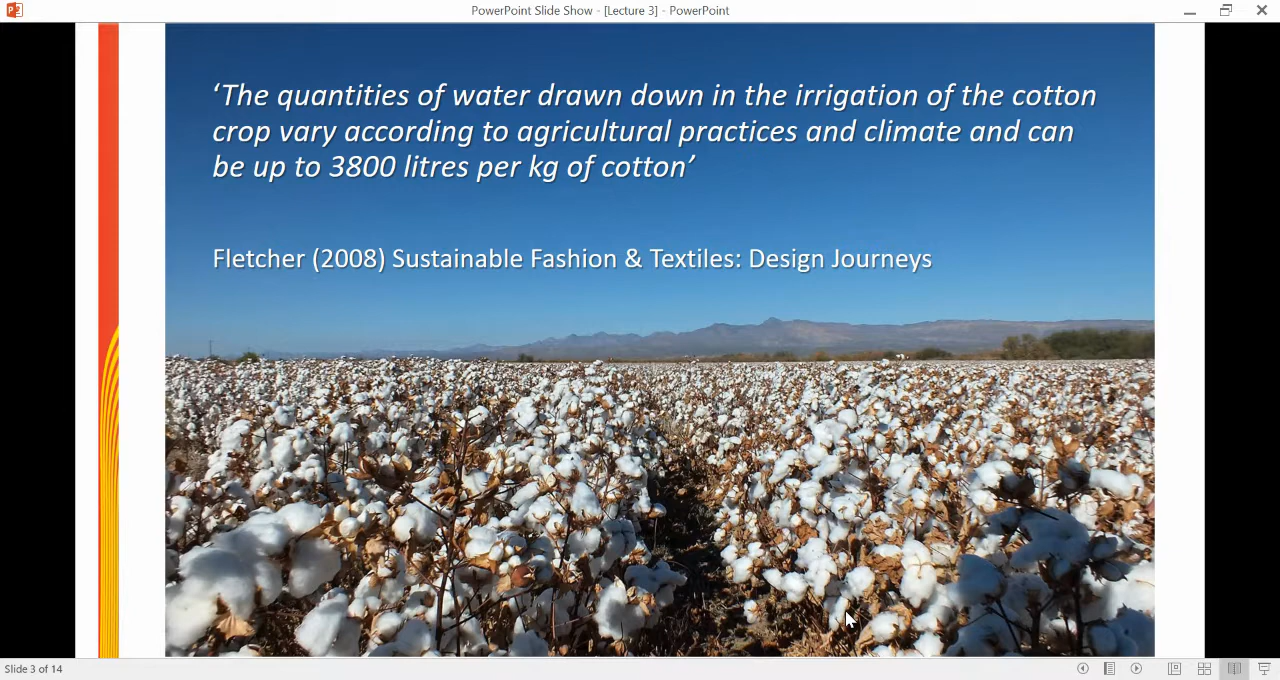 PowerPoint Slide Show - [Lecture 3] - PowerPoint
‘The quantities of water drawn down in the irrigation of the cotton
crop vary according to agricultural practices and climate and can
be up to 3800 litres per kg of cotton’
Fletcher (2008) Sustainable Fashion & Textiles: Design Journeys
Slide 3 of 14